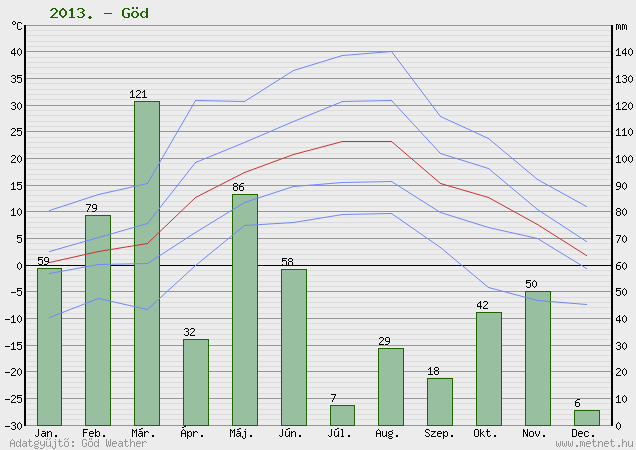 2013. - Göd
°C
mm
40 140
35 130
30 120
25 110
20 100
15 90
10 80
5 70
0 60
-5 50
-10 40
-15 30
-20 20
-25 10
-30 0
59 79 121 32 86 58 7 29 18 42 50 6
Jan. Feb. Már. Ápr. Máj. Jún. Júl. Aug. Szep. Okt. Nov. Dec.
Adatgyűjtő: Göd Weather
www.metnet.hu